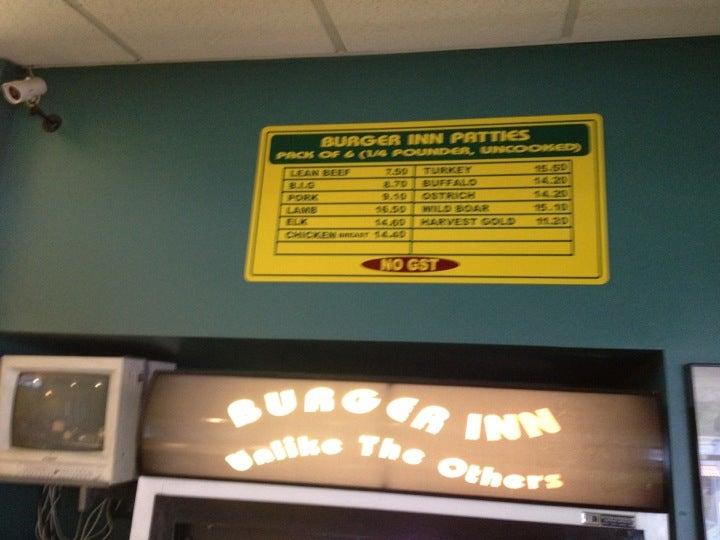 BURGER INN PATTIES
PACK OF 6 (1/4 POUNDER, UNCOOKED)
LEAN BEEF 7.50 TURKEY 15.50
B.I.G 8.70 BUFFALO 14.20
PORK 9.10 OSTRICH 14.20
LAMB 16.50 WILD BOAR 15.10
ELK 14.60 HARVEST GOLD 11.20
CHICKEN BREAST 14.40
NO GST
BURGER INN
Unlike The Others